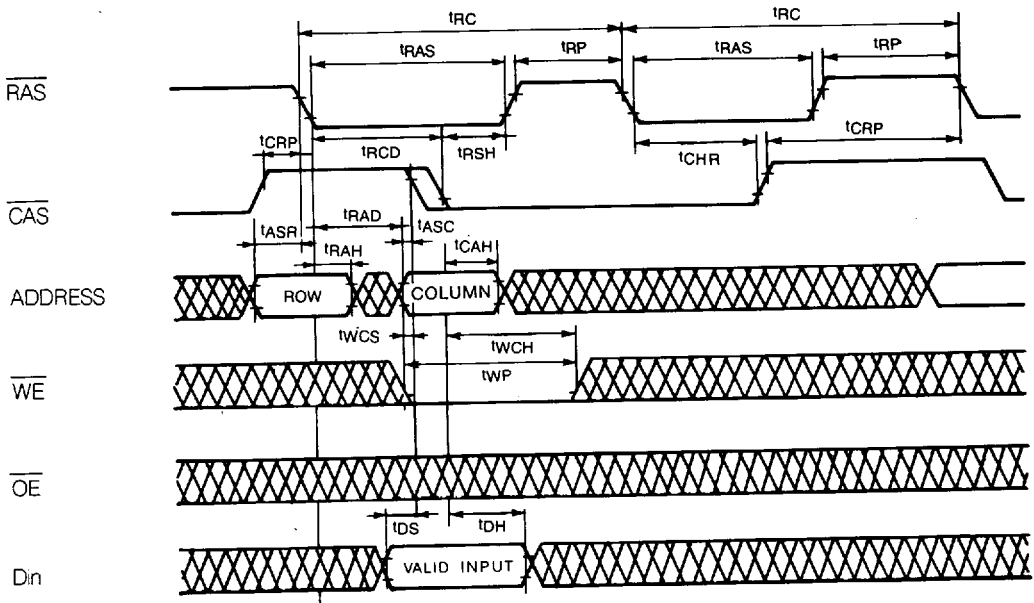 tRC tRC
tRAS tRP tRAS tRP
RAS
tCRP tRCD tRSH tCHR tCRP
CAS
tRAD tASC
tASR tRAH tCAH
ADDRESS ROW COLUMN
tWCS tWCH
tWP
WE
OE
tDS tDH
Din VALID INPUT